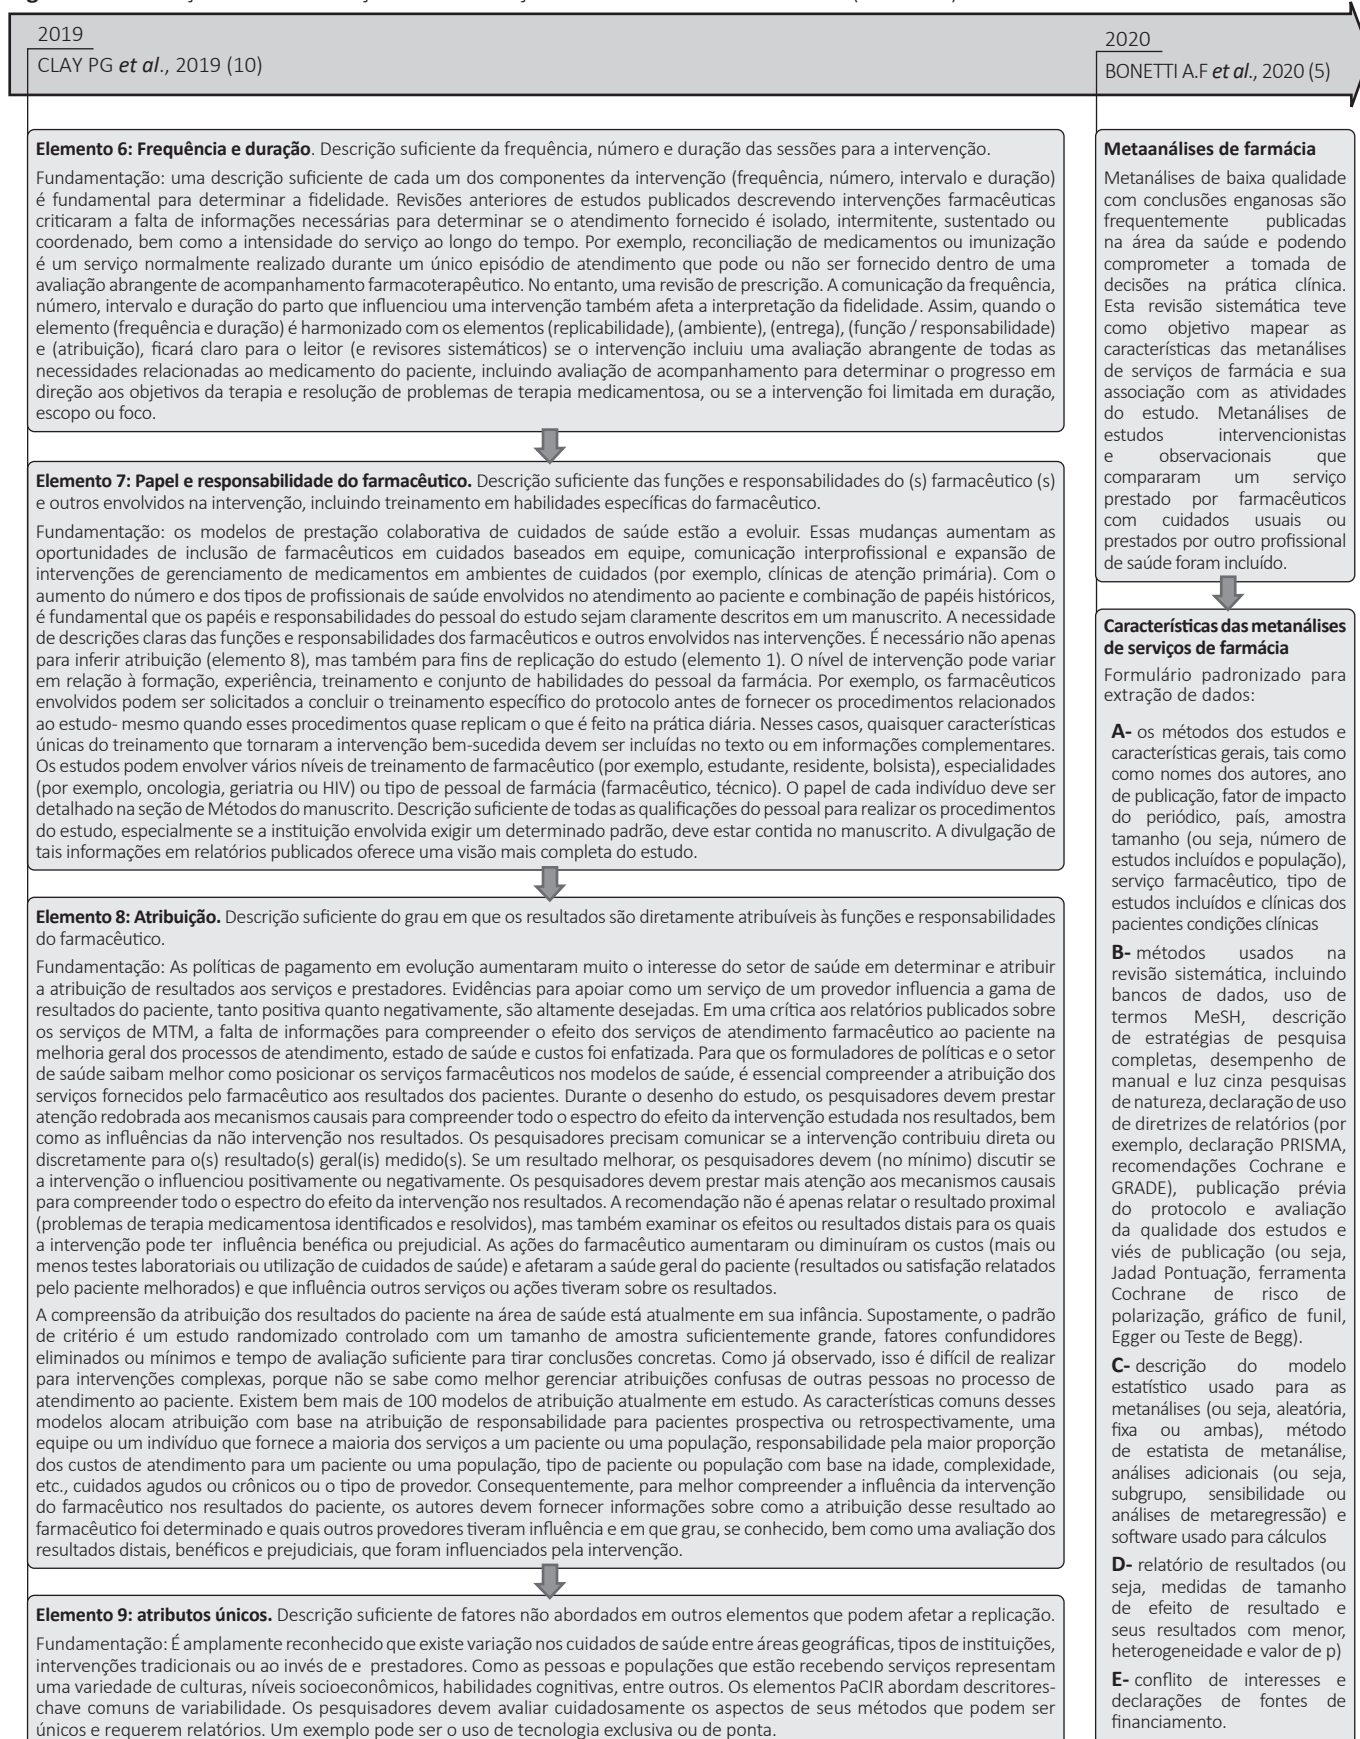 2019
CLAY PG et al., 2019 (10)
2020
BONETTI A.F et al., 2020 (5)
Elemento 6: Frequência e duração. Descrição suficiente da frequência, número e duração das sessões para a intervenção.
Fundamentação: uma descrição suficiente de cada um dos componentes da intervenção (frequência, número, intervalo e duração)
é fundamental para determinar a fidelidade. Revisões anteriores de estudos publicados descrevendo intervenções farmacêuticas
criticaram a falta de informações necessárias para determinar se o atendimento fornecido é isolado, intermitente, sustentado ou
coordenado, bem como a intensidade do serviço ao longo do tempo. Por exemplo, reconciliação de medicamentos ou imunização
é um serviço normalmente realizado durante um único episódio de atendimento que pode ou não ser fornecido dentro de uma
avaliação abrangente de acompanhamento farmacoterapêutico. No entanto, uma revisão de prescrição. A comunicação da frequência,
número, intervalo e duração do parto que influenciou uma intervenção também afeta a interpretação da fidelidade. Assim, quando o
elemento (frequência e duração) é harmonizado com os elementos (replicabilidade), (ambiente), (entrega), (função / responsabilidade)
e (atribuição), ficará claro para o leitor (e revisores sistemáticos) se o intervenção incluiu uma avaliação abrangente de todas as
necessidades relacionadas ao medicamento do paciente, incluindo avaliação de acompanhamento para determinar o progresso em
direção aos objetivos da terapia e resolução de problemas de terapia medicamentosa, ou se a intervenção foi limitada em duração,
escopo ou foco.
Elemento 7: Papel e responsabilidade do farmacêutico. Descrição suficiente das funções e responsabilidades do (s) farmacêutico (s)
e outros envolvidos na intervenção, incluindo treinamento em habilidades específicas do farmacêutico.
Fundamentação: os modelos de prestação colaborativa de cuidados de saúde estão a evoluir. Essas mudanças aumentam as
oportunidades de inclusão de farmacêuticos em cuidados baseados em equipe, comunicação interprofissional e expansão de
intervenções de gerenciamento de medicamentos em ambientes de cuidados (por exemplo, clínicas de atenção primária). Com o
aumento do número e dos tipos de profissionais de saúde envolvidos no atendimento ao paciente e combinação de papéis históricos,
é fundamental que os papéis e responsabilidades do pessoal do estudo sejam claramente descritos em um manuscrito. A necessidade
de descrições claras das funções e responsabilidades dos farmacêuticos e outros envolvidos nas intervenções. É necessário não apenas
para inferir atribuição (elemento 8), mas também para fins de replicação do estudo (elemento 1). O nível de intervenção pode variar
em relação à formação, experiência, treinamento e conjunto de habilidades do pessoal da farmácia. Por exemplo, os farmacêuticos
envolvidos podem ser solicitados a concluir o treinamento específico do protocolo antes de fornecer os procedimentos relacionados
ao estudo- mesmo quando esses procedimentos quase replicam o que é feito na prática diária. Nesses casos, quaisquer características
únicas do treinamento que tornaram a intervenção bem-sucedida devem ser incluídas no texto ou em informações complementares.
Os estudos podem envolver vários níveis de treinamento de farmacêutico (por exemplo, estudante, residente, bolsista), especialidades
(por exemplo, oncologia, geriatria ou HIV) ou tipo de pessoal de farmácia (farmacêutico, técnico). O papel de cada indivíduo deve ser
detalhado na seção de Métodos do manuscrito. Descrição suficiente de todas as qualificações do pessoal para realizar os procedimentos
do estudo, especialmente se a instituição envolvida exigir um determinado padrão, deve estar contida no manuscrito. A divulgação de
tais informações em relatórios publicados oferece uma visão mais completa do estudo.
Elemento 8: Atribuição. Descrição suficiente do grau em que os resultados são diretamente atribuíveis às funções e responsabilidades
do farmacêutico.
Fundamentação: As políticas de pagamento em evolução aumentaram muito o interesse do setor de saúde em determinar e atribuir
a atribuição de resultados aos serviços e prestadores. Evidências para apoiar como um serviço de um provedor influencia a gama de
resultados do paciente, tanto positiva quanto negativamente, são altamente desejadas. Em uma crítica aos relatórios publicados sobre
os serviços de MTM, a falta de informações para compreender o efeito dos serviços de atendimento farmacêutico ao paciente na
melhoria geral dos processos de atendimento, estado de saúde e custos foi enfatizada. Para que os formuladores de políticas e o setor
de saúde saibam melhor como posicionar os serviços farmacêuticos nos modelos de saúde, é essencial compreender a atribuição dos
serviços fornecidos pelo farmacêutico aos resultados dos pacientes. Durante o desenho do estudo, os pesquisadores devem prestar
atenção redobrada aos mecanismos causais para compreender todo o espectro do efeito da intervenção estudada nos resultados, bem
como as influências da não intervenção nos resultados. Os pesquisadores precisam comunicar se a intervenção contribuiu direta ou
discretamente para o(s) resultado(s) geral(is) medido(s). Se um resultado melhorar, os pesquisadores devem (no mínimo) discutir se
a intervenção o influenciou positivamente ou negativamente. Os pesquisadores devem prestar mais atenção aos mecanismos causais
para compreender todo o espectro do efeito da intervenção nos resultados. A recomendação não é apenas relatar o resultado proximal
(problemas de terapia medicamentosa identificados e resolvidos), mas também examinar os efeitos ou resultados distais para os quais
a intervenção pode ter influência benéfica ou prejudicial. As ações do farmacêutico aumentaram ou diminuíram os custos (mais ou
menos testes laboratoriais ou utilização de cuidados de saúde) e afetaram a saúde geral do paciente (resultados ou satisfação relatados
pelo paciente melhorados) e que influência outros serviços ou ações tiveram sobre os resultados.
A compreensão da atribuição dos resultados do paciente na área de saúde está atualmente em sua infância. Supostamente, o padrão
de critério é um estudo randomizado controlado com um tamanho de amostra suficientemente grande, fatores confundidores
eliminados ou mínimos e tempo de avaliação suficiente para tirar conclusões concretas. Como já observado, isso é difícil de realizar
para intervenções complexas, porque não se sabe como melhor gerenciar atribuições confusas de outras pessoas no processo de
atendimento ao paciente. Existem bem mais de 100 modelos de atribuição atualmente em estudo. As características comuns desses
modelos alocam atribuição com base na atribuição de responsabilidade para pacientes prospectiva ou retrospectivamente, uma
equipe ou um indivíduo que fornece a maioria dos serviços a um paciente ou uma população, responsabilidade pela maior proporção
dos custos de atendimento para um paciente ou uma população, tipo de paciente ou população com base na idade, complexidade,
etc., cuidados agudos ou crônicos ou o tipo de provedor. Consequentemente, para melhor compreender a influência da intervenção
do farmacêutico nos resultados do paciente, os autores devem fornecer informações sobre como a atribuição desse resultado ao
farmacêutico foi determinado e quais outros provedores tiveram influência e em que grau, se conhecido, bem como uma avaliação dos
resultados distais, benéficos e prejudiciais, que foram influenciados pela intervenção.
Elemento 9: atributos únicos. Descrição suficiente de fatores não abordados em outros elementos que podem afetar a replicação.
Fundamentação: É amplamente reconhecido que existe variação nos cuidados de saúde entre áreas geográficas, tipos de instituições,
intervenções tradicionais ou ao invés de e prestadores. Como as pessoas e populações que estão recebendo serviços representam
uma variedade de culturas, níveis socioeconômicos, habilidades cognitivas, entre outros. Os elementos PaCIR abordam descritores-
chave comuns de variabilidade. Os pesquisadores devem avaliar cuidadosamente os aspectos de seus métodos que podem ser
únicos e requerem relatórios. Um exemplo pode ser o uso de tecnologia exclusiva ou de ponta.
Metaanálises de farmácia
Metanálises de baixa qualidade
com conclusões enganosas são
frequentemente publicadas
na área da saúde e podendo
comprometer a tomada de
decisões na prática clínica.
Esta revisão sistemática teve
como objetivo mapear as
características das metanálises
de serviços de farmácia e sua
associação com as atividades
do estudo. Metanálises de
estudos intervencionistas
e observacionais que
compararam um serviço
prestado por farmacêuticos
com cuidados usuais ou
prestados por outro profissional
de saúde foram incluído.
Características das metanálises
de serviços de farmácia
Formulário padronizado para
extração de dados:
A- os métodos dos estudos e
características gerais, tais como
como nomes dos autores, ano
de publicação, fator de impacto
do periódico, país, amostra
tamanho (ou seja, número de
estudos incluídos e população),
serviço farmacêutico, tipo de
estudos incluídos e clínicas dos
pacientes condições clínicas
B- métodos usados na
revisão sistemática, incluindo
bancos de dados, uso de
termos MeSH, descrição
de estratégias de pesquisa
completas, desempenho de
manual e luz cinza pesquisas
de natureza, declaração de uso
de diretrizes de relatórios (por
exemplo, declaração PRISMA,
recomendações Cochrane e
GRADE), publicação prévia
do protocolo e avaliação
da qualidade dos estudos e
viés de publicação (ou seja,
Jadad Pontuação, ferramenta
Cochrane de risco de
polarização, gráfico de funil,
Egger ou Teste de Begg).
C- descrição do modelo
estatístico usado para as
metanálises (ou seja, aleatória,
fixa ou ambas), método
de estatista de metanálise,
análises adicionais (ou seja,
subgrupo, sensibilidade ou
análises de metaregressão) e
software usado para cálculos
D- relatório de resultados (ou
seja, medidas de tamanho
de efeito de resultado e
seus resultados com menor,
heterogeneidade e valor de p)
E- conflito de interesses e
declarações de fontes de
financiamento.